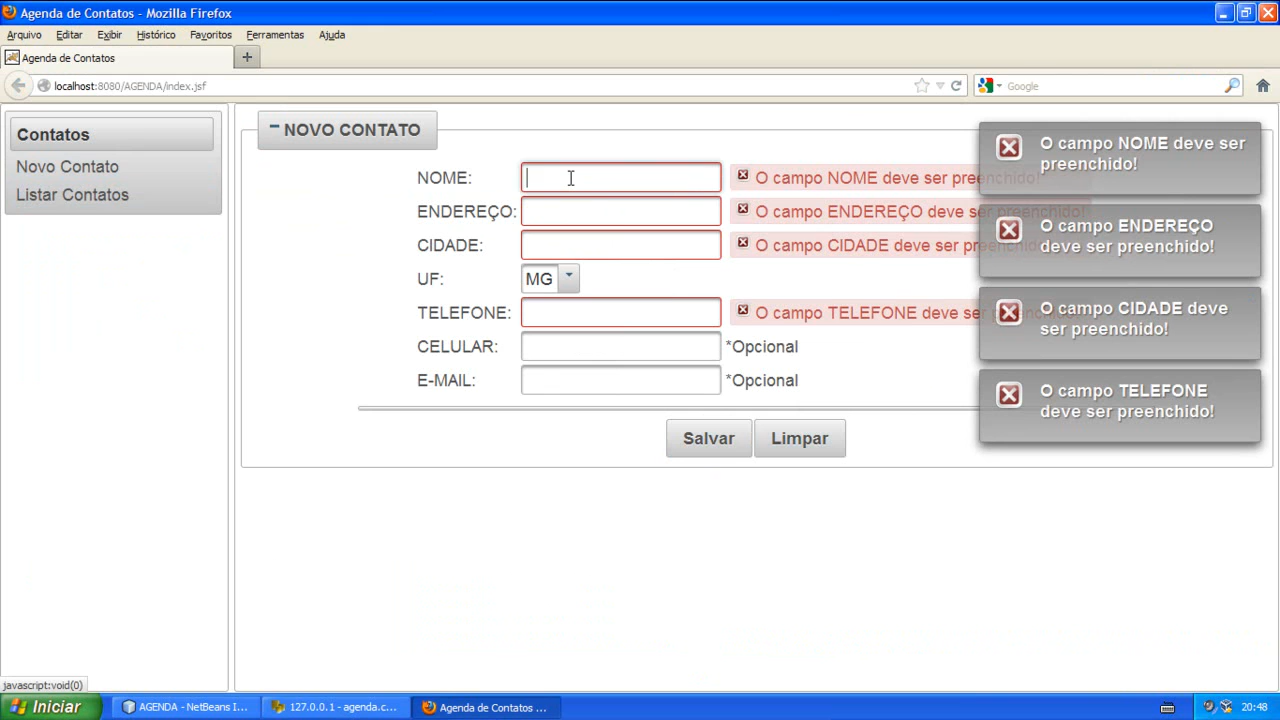 Agenda de Contatos - Mozilla Firefox
Arquivo Editar Exibir Histórico Favoritos Ferramentas Ajuda
Agenda de Contatos
localhost:8080/AGENDA/index.jsf
Google
Contatos
Novo Contato
Listar Contatos
NOVO CONTATO
NOME:
O campo NOME deve ser preenchido!
ENDEREÇO:
O campo ENDEREÇO deve ser preenchido!
CIDADE:
O campo CIDADE deve ser preenchido!
UF: MG
TELEFONE:
O campo TELEFONE deve ser preenchido!
CELULAR: *Opcional
E-MAIL: *Opcional
Salvar Limpar
O campo NOME deve ser
preenchido!
O campo ENDEREÇO
deve ser preenchido!
O campo CIDADE deve
ser preenchido!
O campo TELEFONE
deve ser preenchido!
javascript:void(0)
Iniciar AGENDA - NetBeans I... 127.0.0.1 - agenda.c... Agenda de Contatos ... 20:48